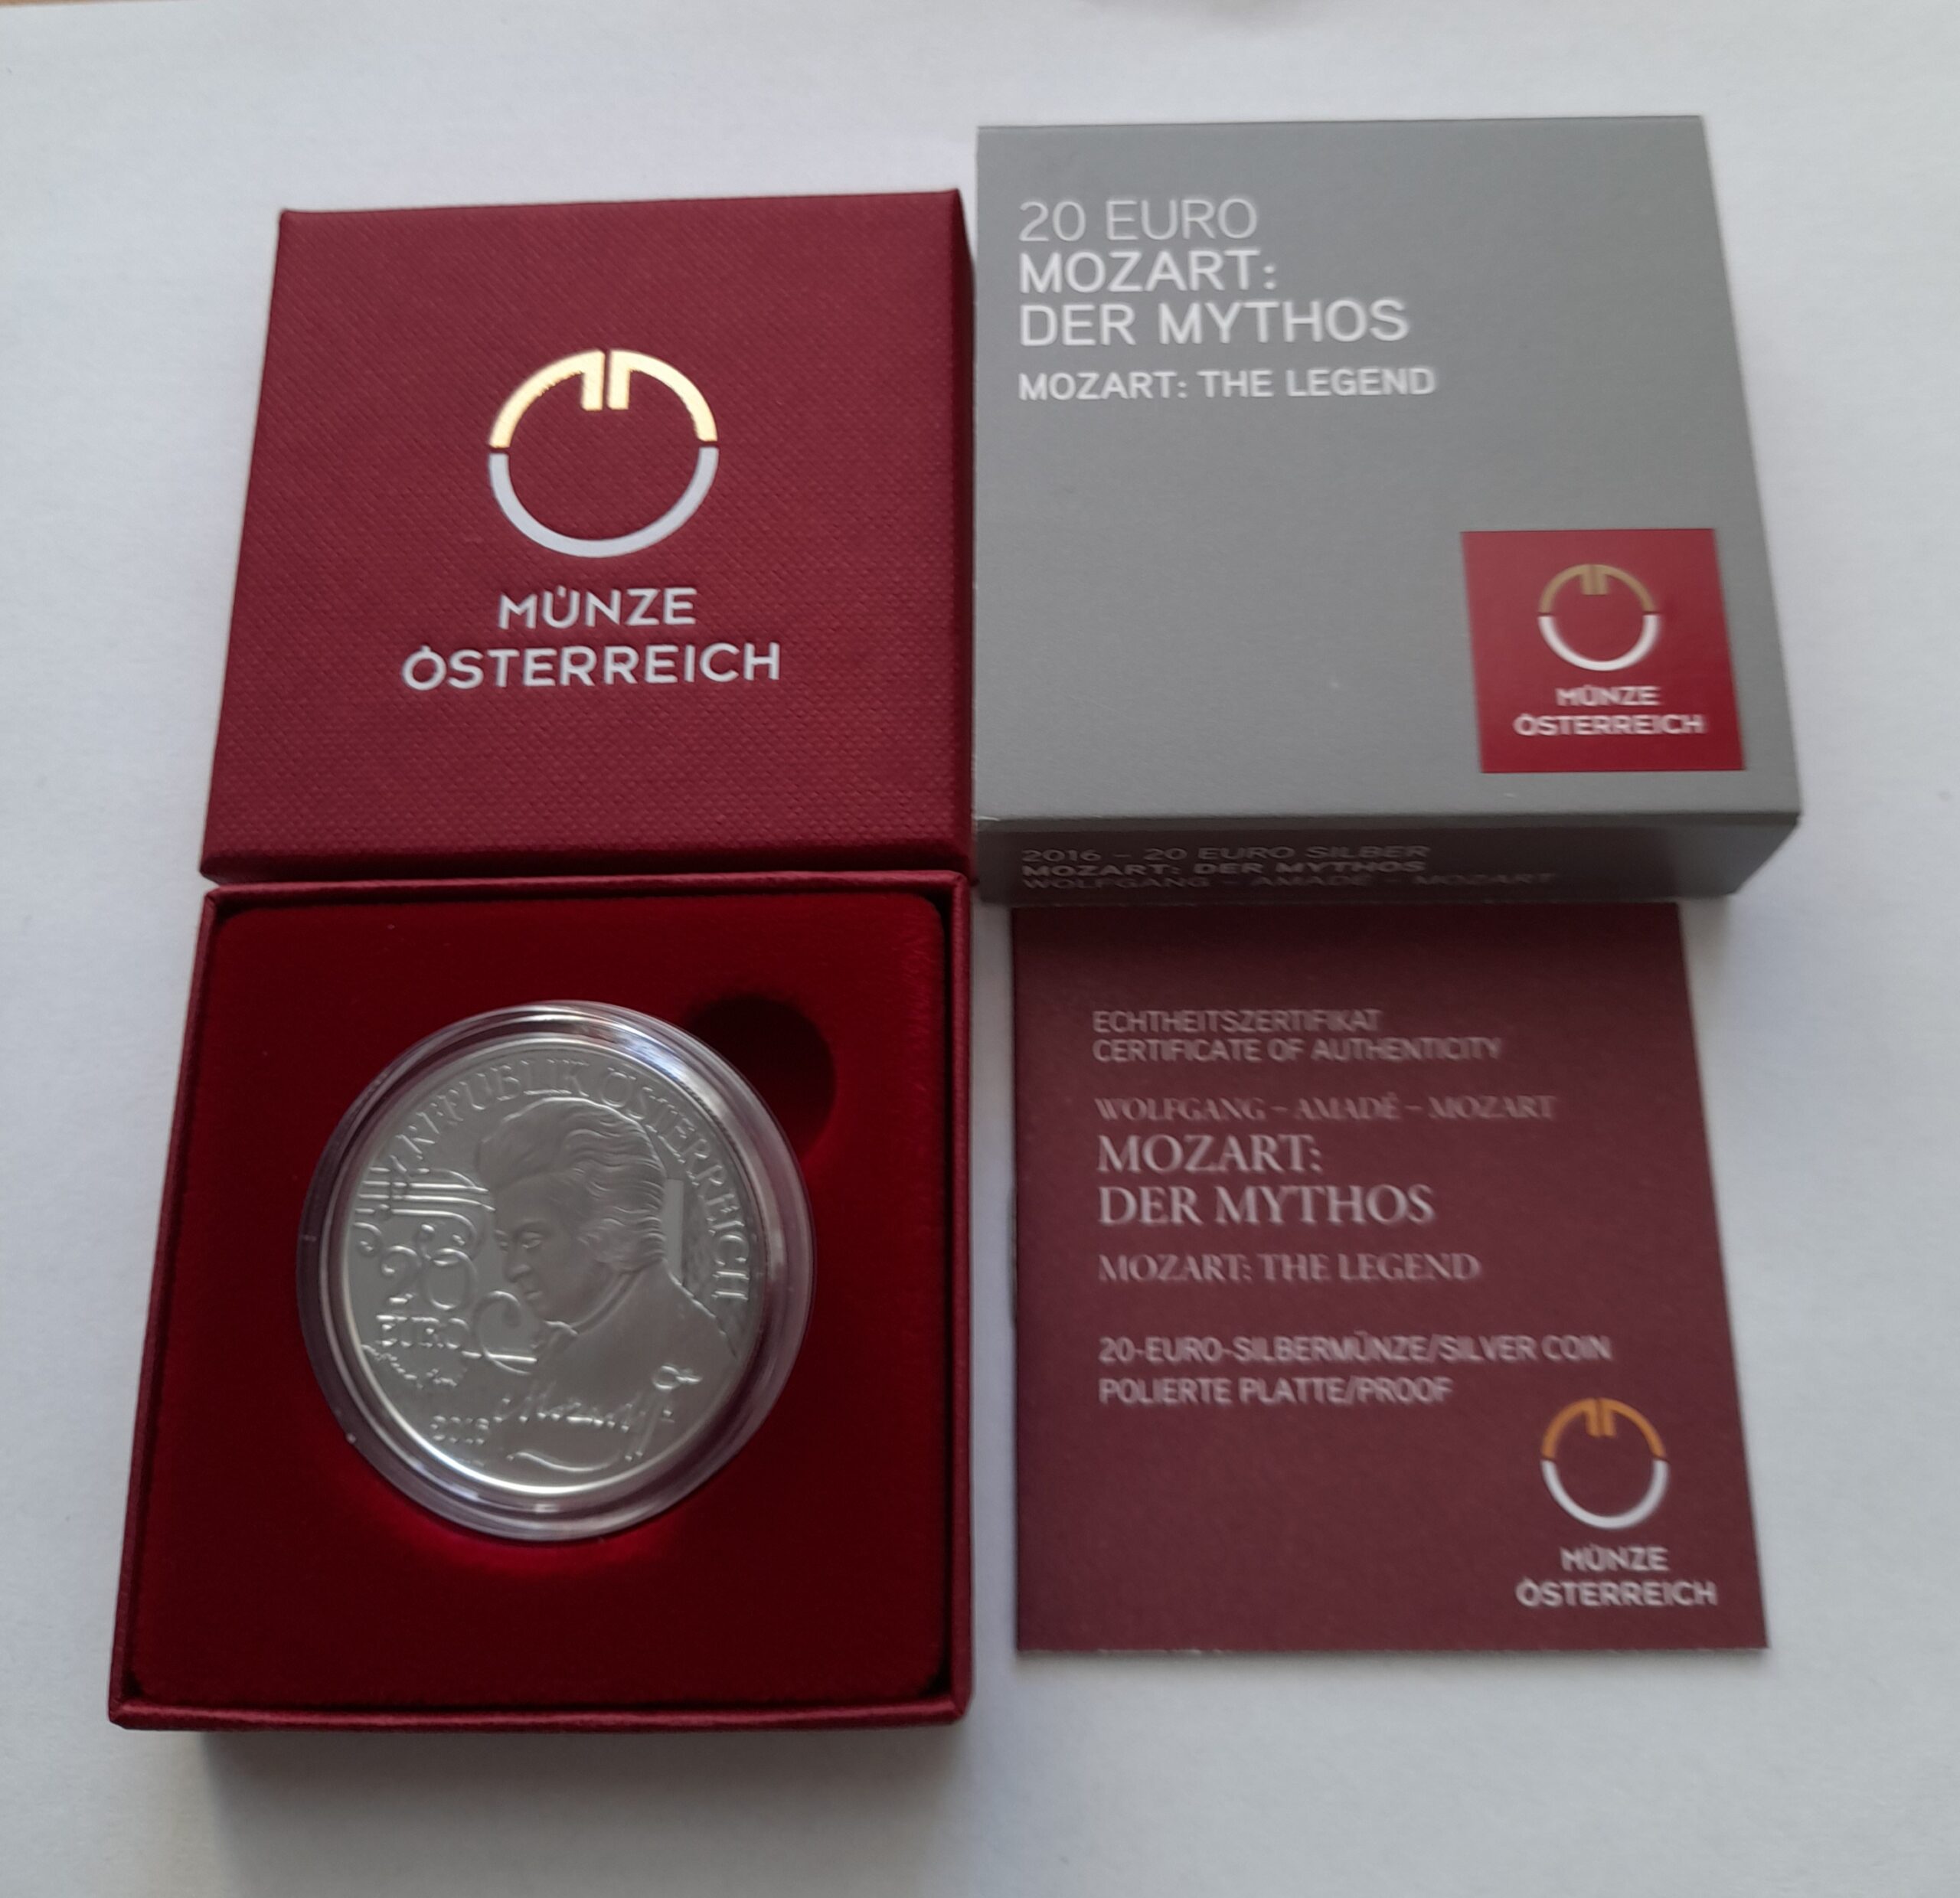 MÜNZE
ÖSTERREICH
20 EURO
MOZART:
DER MYTHOS
MOZART: THE LEGEND
MÜNZE
ÖSTERREICH
2016 – 20 EURO SILBER
MOZART: DER MYTHOS
WOLFGANG – AMADÉ – MOZART
REPUBLIK ÖSTERREICH
20
EURO
2016
Mozart
ECHTHEITSZERTIFIKAT
CERTIFICATE OF AUTHENTICITY
WOLFGANG – AMADÉ – MOZART
MOZART:
DER MYTHOS
MOZART: THE LEGEND
20-EURO-SILBERMÜNZE/SILVER COIN
POLIERTE PLATTE/PROOF
MÜNZE
ÖSTERREICH